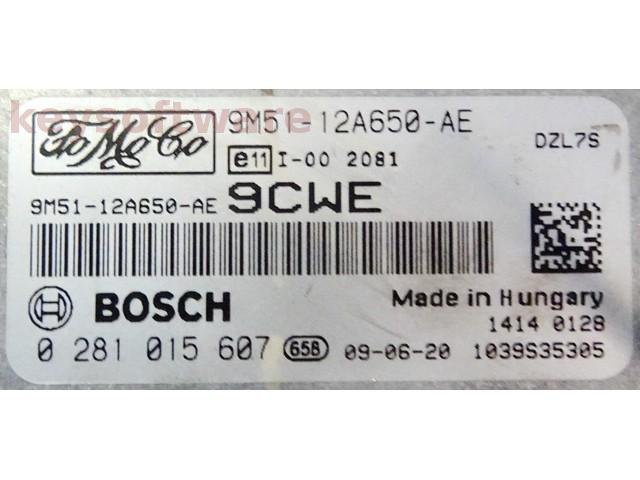 keysoftware
FoMoCo 9M51-12A650-AE
DZL7S
e11 I-00 2081
9M51-12A650-AE 9CWE
BOSCH Made in Hungary
1414 0128
0 281 015 607 658 09-06-20 1039S35305